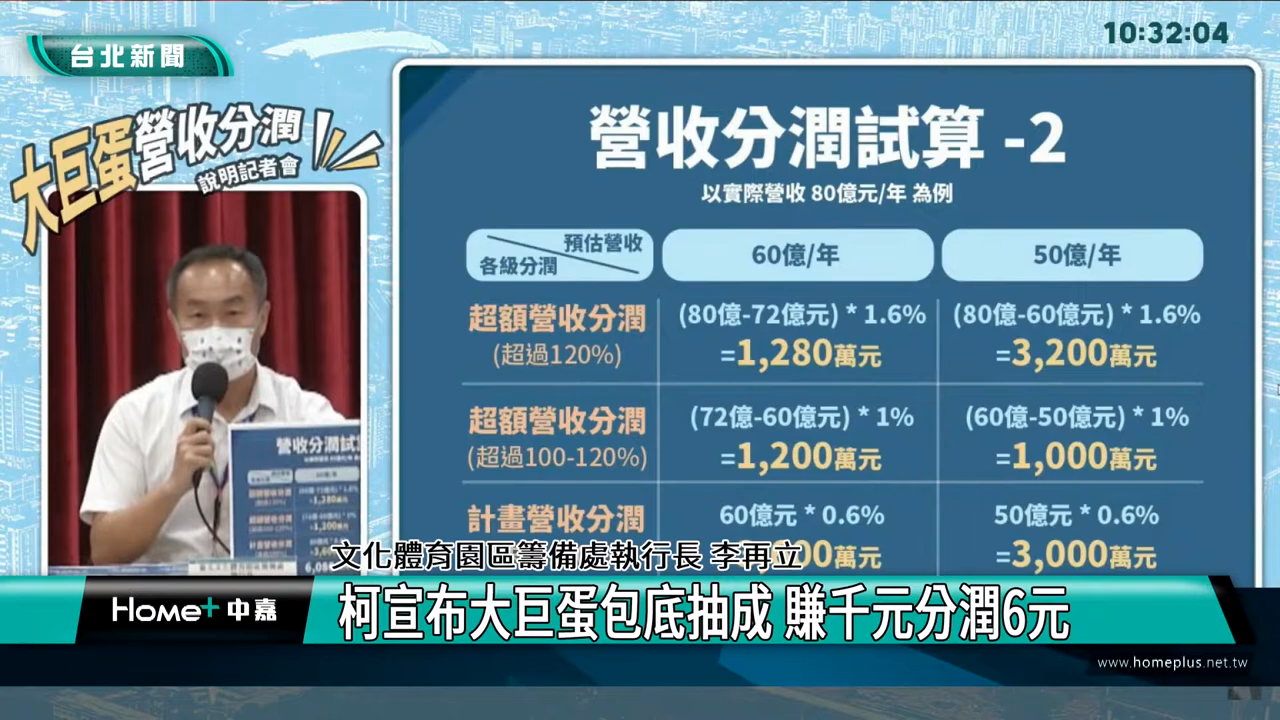 台北新聞
10:32:04
大巨蛋營收分潤
說明記者會
營收分潤試算 -2
以實際營收 80億元/年 為例
預估營收
各級分潤
60億/年
50億/年
超額營收分潤
(超過120%)
(80億-72億元) * 1.6%
=1,280萬元
(80億-60億元) * 1.6%
=3,200萬元
超額營收分潤
(超過100-120%)
(72億-60億元) * 1%
=1,200萬元
(60億-50億元) * 1%
=1,000萬元
計畫營收分潤
60億元 * 0.6%
50億元 * 0.6%
=3,000萬元
營收分潤試
文化體育園區籌備處執行長 李再立
Home+ 中嘉
柯宣布大巨蛋包底抽成 賺千元分潤6元
www.homeplus.net.tw